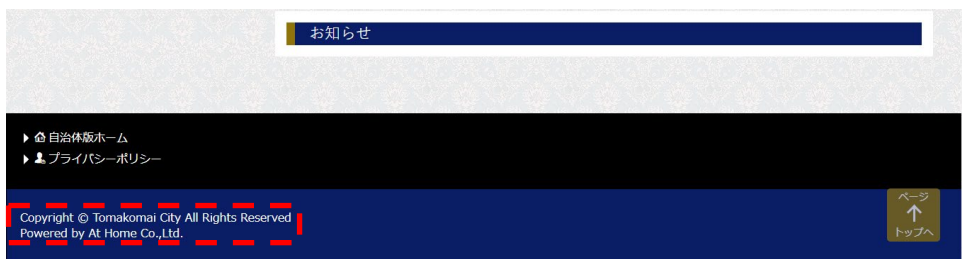 お知らせ
自治体版ホーム
プライバシーポリシー
Copyright © Tomakomai City All Rights Reserved
Powered by At Home Co.,Ltd.
ページ
トップへ